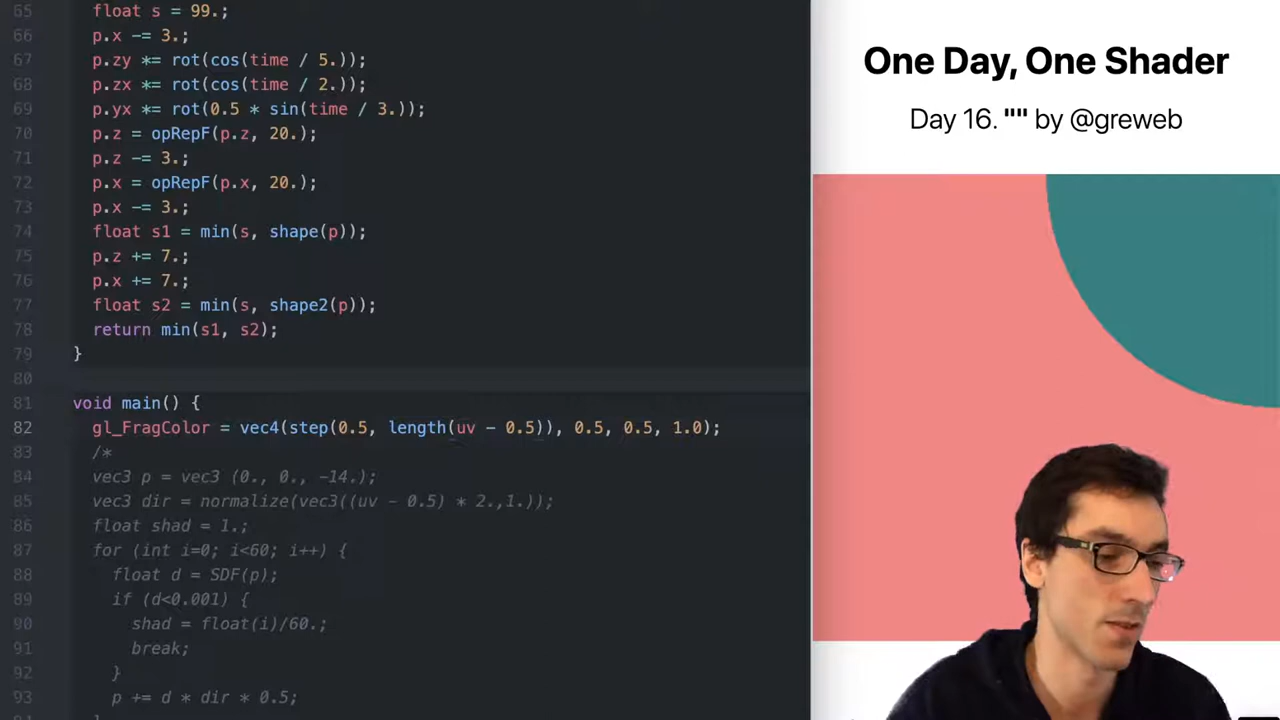 65 float s = 99.;
66 p.x -= 3.;
67 p.zy *= rot(cos(time / 5.));
68 p.zx *= rot(cos(time / 2.));
69 p.yx *= rot(0.5 * sin(time / 3.));
70 p.z = opRepF(p.z, 20.);
71 p.z -= 3.;
72 p.x = opRepF(p.x, 20.);
73 p.x -= 3.;
74 float s1 = min(s, shape(p));
75 p.z += 7.;
76 p.x += 7.;
77 float s2 = min(s, shape2(p));
78 return min(s1, s2);
79 }
80
81 void main() {
82 gl_FragColor = vec4(step(0.5, length(uv - 0.5)), 0.5, 0.5, 1.0);
83 /*
84 vec3 p = vec3 (0., 0., -14.);
85 vec3 dir = normalize(vec3((uv - 0.5) * 2.,1.));
86 float shad = 1.;
87 for (int i=0; i<60; i++) {
88 float d = SDF(p);
89 if (d<0.001) {
90 shad = float(i)/60.;
91 break;
92 }
93 p += d * dir * 0.5;
One Day, One Shader
Day 16. "" by @greweb